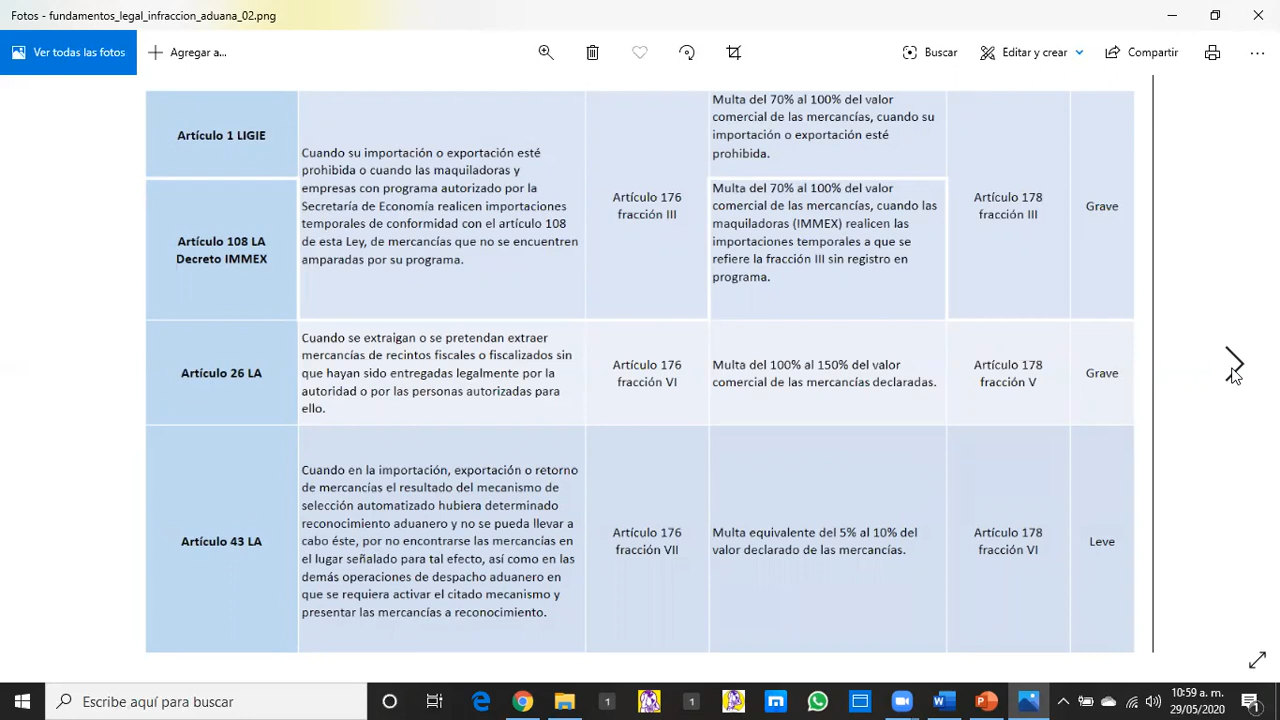 Fotos - fundamentos_legal_infraccion_aduana_02.png
Ver todas las fotos
Agregar a...
Buscar
Editar y crear
Compartir
Artículo 1 LIGIE
Cuando su importación o exportación esté
prohibida o cuando las maquiladoras y
empresas con programa autorizado por la
Secretaría de Economía realicen importaciones
temporales de conformidad con el artículo 108
de esta Ley, de mercancías que no se encuentren
amparadas por su programa.
Artículo 176
fracción III
Multa del 70% al 100% del valor
comercial de las mercancías, cuando su
importación o exportación esté
prohibida.
Artículo 178
fracción III
Grave
Artículo 108 LA
Decreto IMMEX
Multa del 70% al 100% del valor
comercial de las mercancías, cuando las
maquiladoras (IMMEX) realicen las
importaciones temporales a que se
refiere la fracción III sin registro en
programa.
Artículo 26 LA
Cuando se extraigan o se pretendan extraer
mercancías de recintos fiscales o fiscalizados sin
que hayan sido entregadas legalmente por la
autoridad o por las personas autorizadas para
ello.
Artículo 176
fracción VI
Multa del 100% al 150% del valor
comercial de las mercancías declaradas.
Artículo 178
fracción V
Grave
Artículo 43 LA
Cuando en la importación, exportación o retorno
de mercancías el resultado del mecanismo de
selección automatizado hubiera determinado
reconocimiento aduanero y no se pueda llevar a
cabo éste, por no encontrarse las mercancías en
el lugar señalado para tal efecto, así como en las
demás operaciones de despacho aduanero en
que se requiera activar el citado mecanismo y
presentar las mercancías a reconocimiento.
Artículo 176
fracción VII
Multa equivalente del 5% al 10% del
valor declarado de las mercancías.
Artículo 178
fracción VI
Leve
Escribe aquí para buscar
1
1
10:59 a. m.
29/05/2020
1